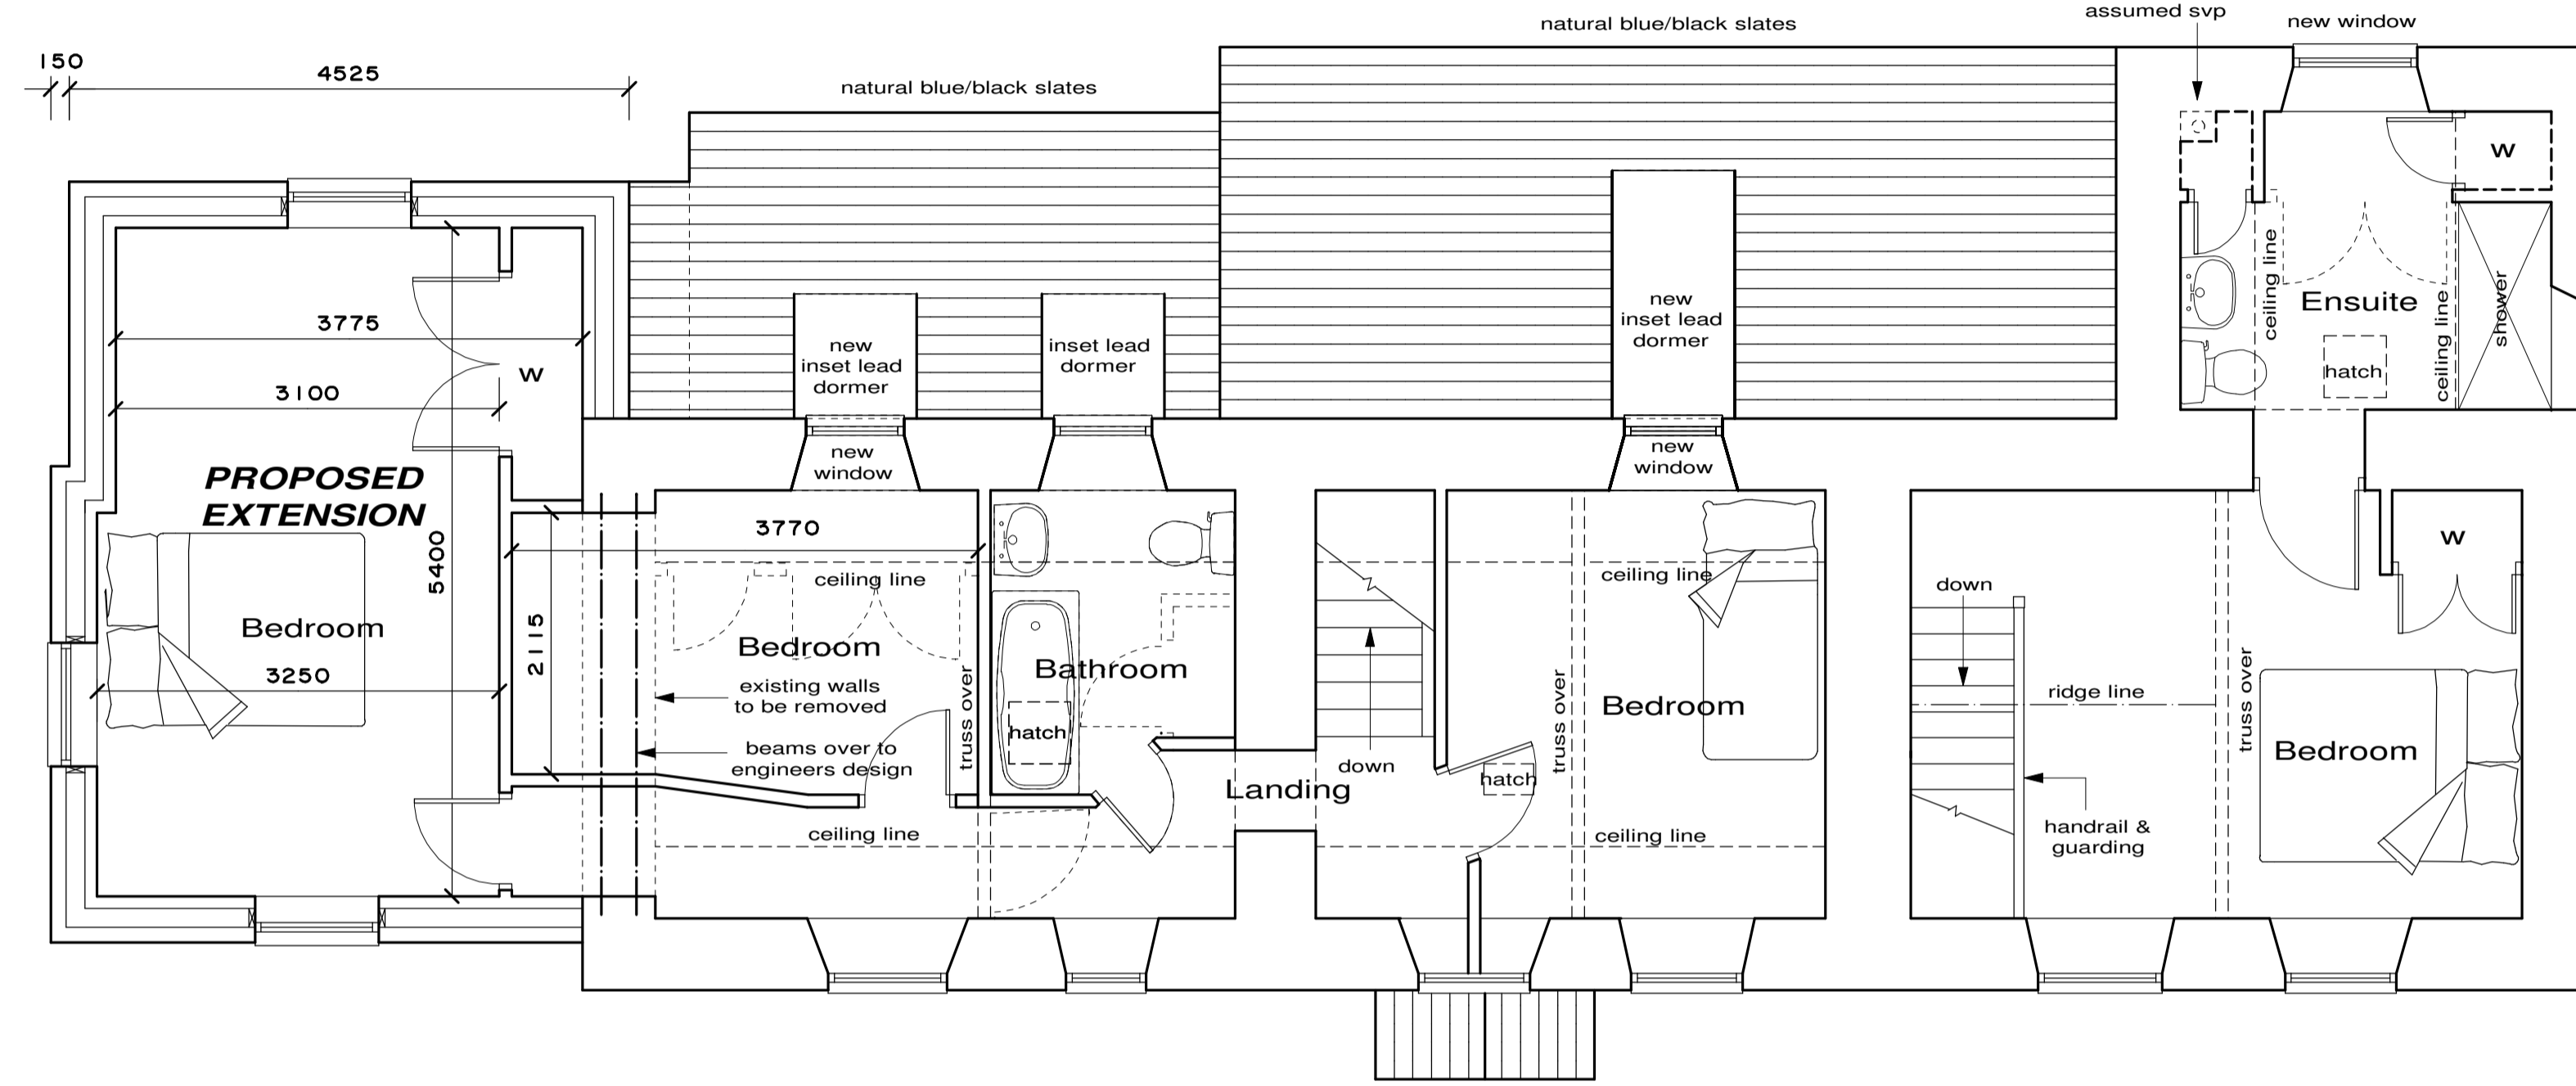 assumed svp
new window
natural blue/black slates
150
4525
natural blue/black slates
W
3775
3100
W
new
inset lead
dormer
inset lead
dormer
new
inset lead
dormer
ceiling line
Ensuite
ceiling line
shower
hatch
new
window
new
window
PROPOSED
EXTENSION
5400
3770
ceiling line
ceiling line
W
down
Bedroom
3250
2115
Bedroom
existing walls
to be removed
beams over to
engineers design
truss over
Bathroom
hatch
down
Landing
hatch
truss over
Bedroom
ridge line
truss over
Bedroom
ceiling line
ceiling line
handrail &
guarding